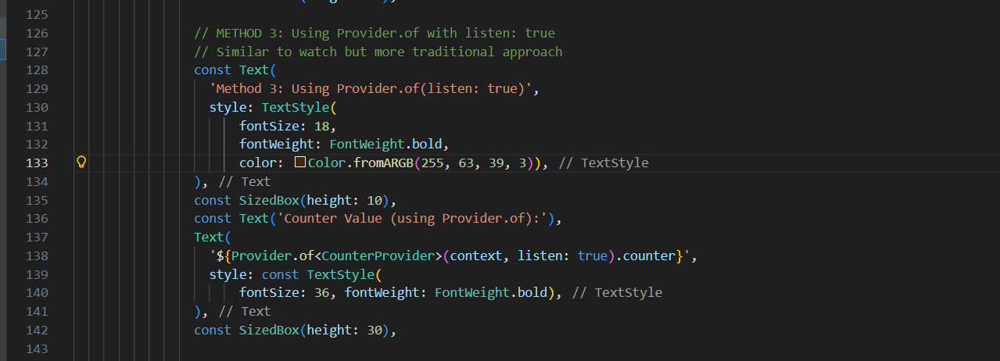 125
126 // METHOD 3: Using Provider.of with listen: true
127 // Similar to watch but more traditional approach
128 const Text(
129 'Method 3: Using Provider.of(listen: true)',
130 style: TextStyle(
131 fontSize: 18,
132 fontWeight: FontWeight.bold,
133 color: Color.fromARGB(255, 63, 39, 3)), // TextStyle
134 ), // Text
135 const SizedBox(height: 10),
136 const Text('Counter Value (using Provider.of):'),
137 Text(
138 '${Provider.of<CounterProvider>(context, listen: true).counter}',
139 style: const TextStyle(
140 fontSize: 36, fontWeight: FontWeight.bold), // TextStyle
141 ), // Text
142 const SizedBox(height: 30),
143